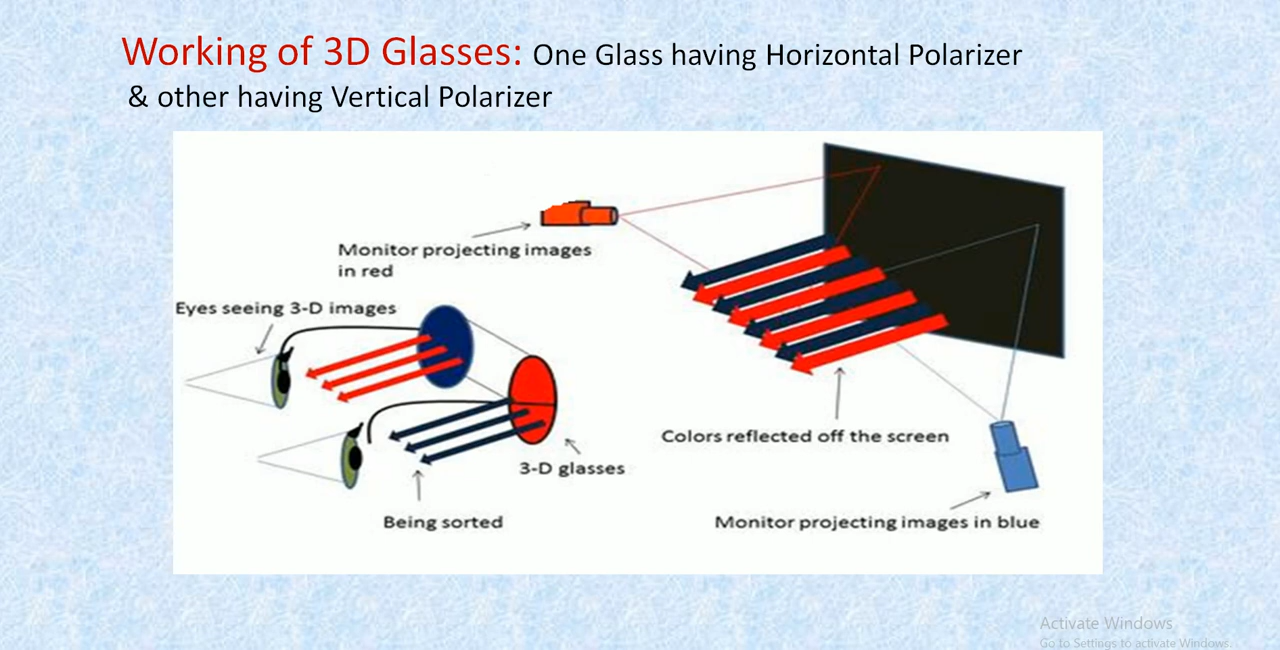 Working of 3D Glasses: One Glass having Horizontal Polarizer
& other having Vertical Polarizer
Monitor projecting images
in red
Eyes seeing 3-D images
Colors reflected off the screen
3-D glasses
Being sorted
Monitor projecting images in blue
Activate Windows
Go to Settings to activate Windows.